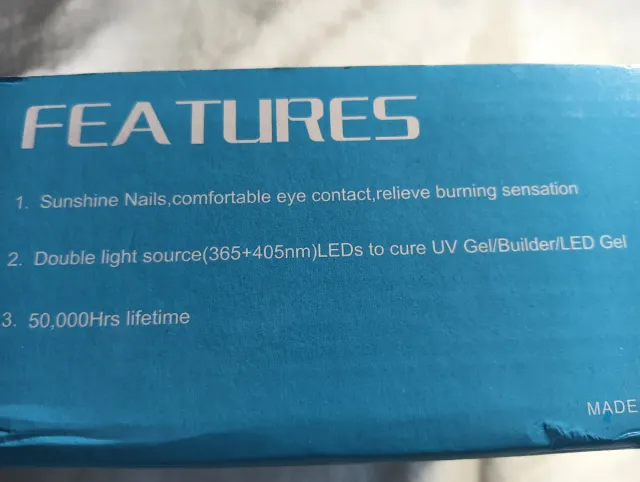 FEATURES
1. Sunshine Nails,comfortable eye contact,relieve burning sensation
2. Double light source(365+405nm)LEDs to cure UV Gel/Builder/LED Gel
3. 50,000Hrs lifetime
MADE